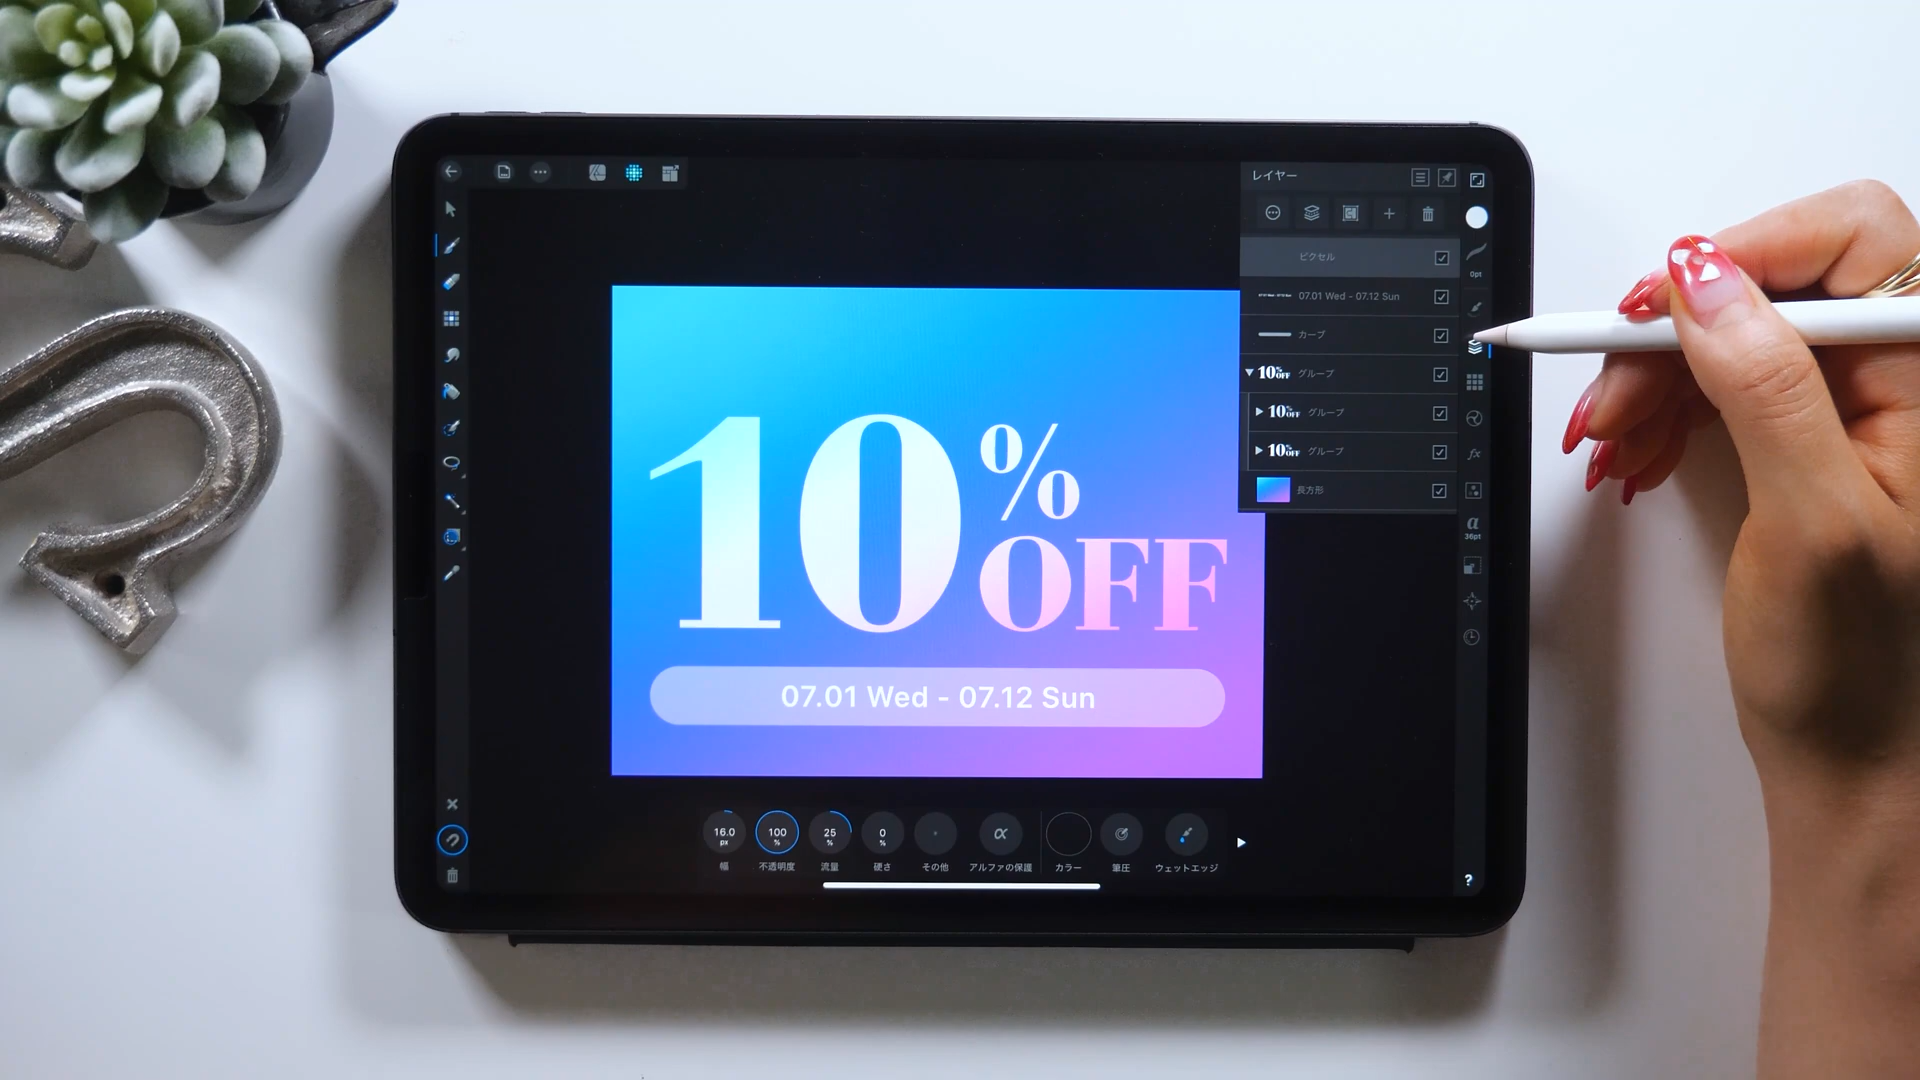 レイヤー
ピクセル
07.01 Wed - 07.12 Sun
カーブ
10%OFF グループ
10%OFF グループ
10%OFF グループ
長方形
0pt
fx
a
36pt
10%
OFF
07.01 Wed - 07.12 Sun
16.0 px
100 %
25 %
0 %
α
幅
不透明度
流量
硬さ
その他
アルファの保護
カラー
筆圧
ウェットエッジ
?